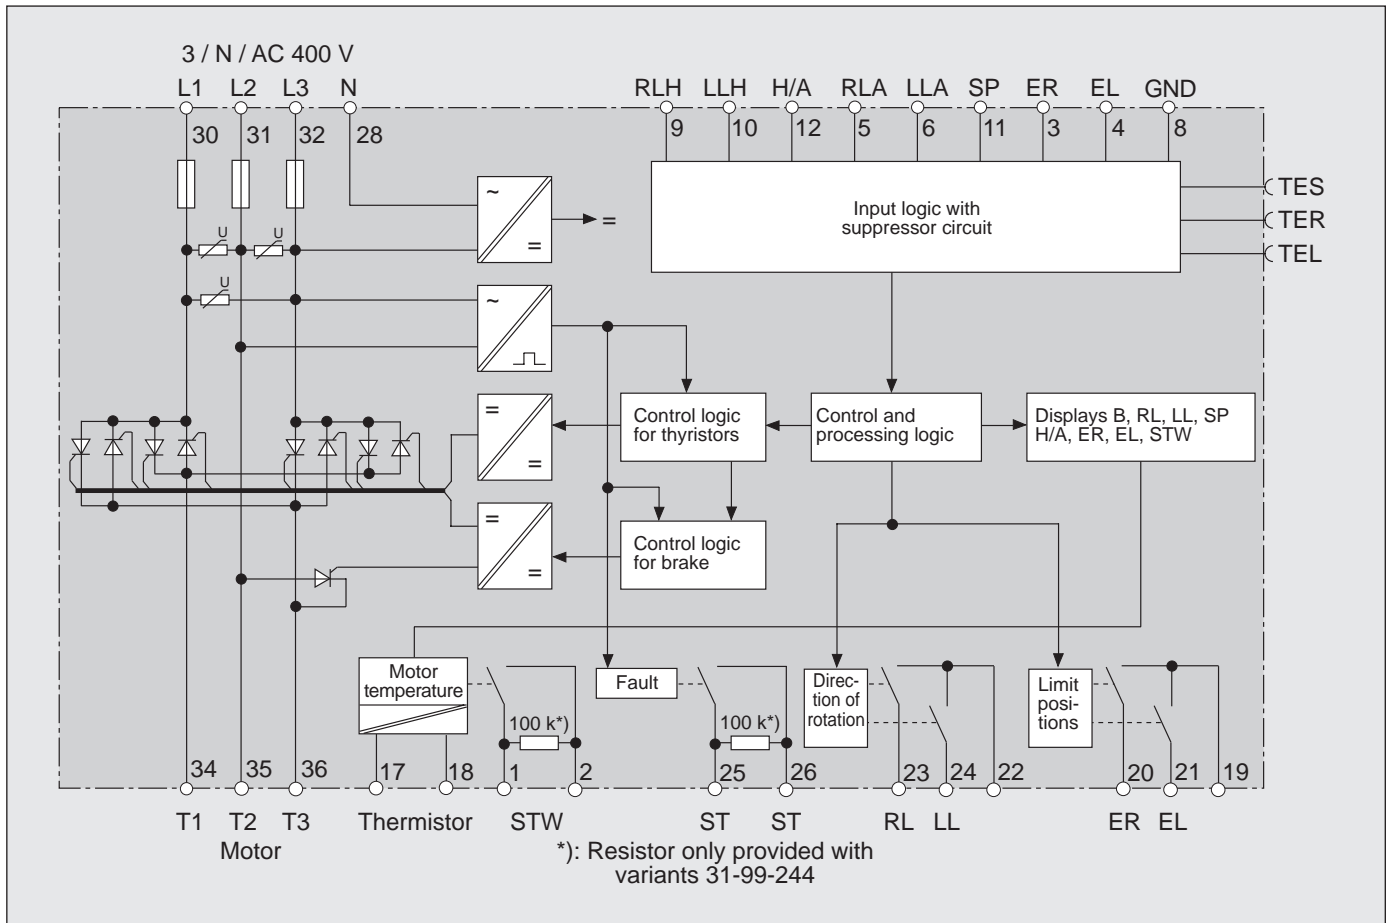 3 / N / AC 400 V
L1 L2 L3 N
RLH LLH H/A RLA LLA SP ER EL GND
30 31 32 28
9 10 12 5 6 11 3 4 8
TES
TER
TEL
Input logic with
suppressor circuit
U U
U
~
=
=
~
=
=
=
=
Control logic
for thyristors
Control and
processing logic
Displays B, RL, LL, SP
H/A, ER, EL, STW
Control logic
for brake
Motor
temperature
Fault
Direc-
tion of
rotation
Limit
posi-
tions
100 k*)
100 k*)
34 35 36 17 18 1 2 25 26 23 24 22 20 21 19
T1 T2 T3 Thermistor STW ST ST RL LL ER EL
Motor
*): Resistor only provided with
variants 31-99-244